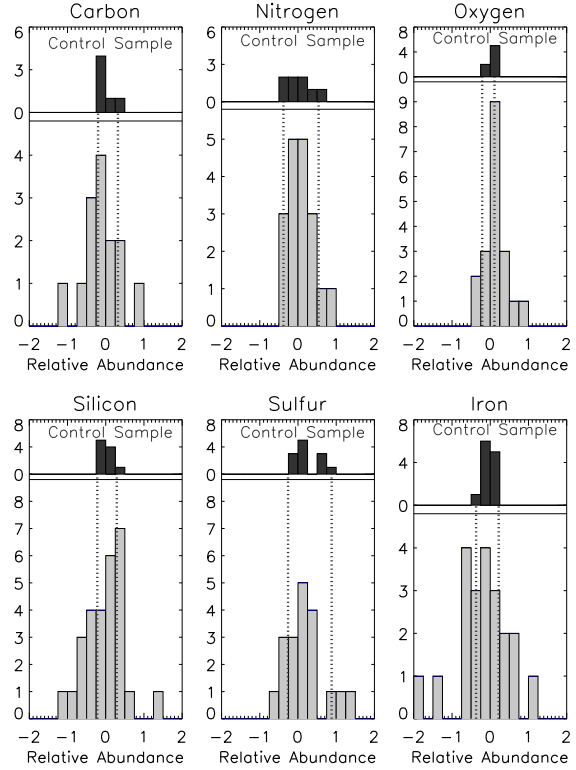 Carbon Nitrogen Oxygen
6 6 8
Control Sample Control Sample Control Sample
3 3 4
0 0 0
4 5 9
3 4 8
2 3 7
1 2 6
0 1 5
0 4
3
2
1
0
−2 −1 0 1 2 −2 −1 0 1 2 −2 −1 0 1 2
Relative Abundance Relative Abundance Relative Abundance
Silicon Sulfur Iron
8 8 8
Control Sample Control Sample Control Sample
4 4 4
0 0 0
8 8 4
7 7 3
6 6 2
5 5 1
4 4 0
3 3
2 2
1 1
0 0
−2 −1 0 1 2 −2 −1 0 1 2 −2 −1 0 1 2
Relative Abundance Relative Abundance Relative Abundance